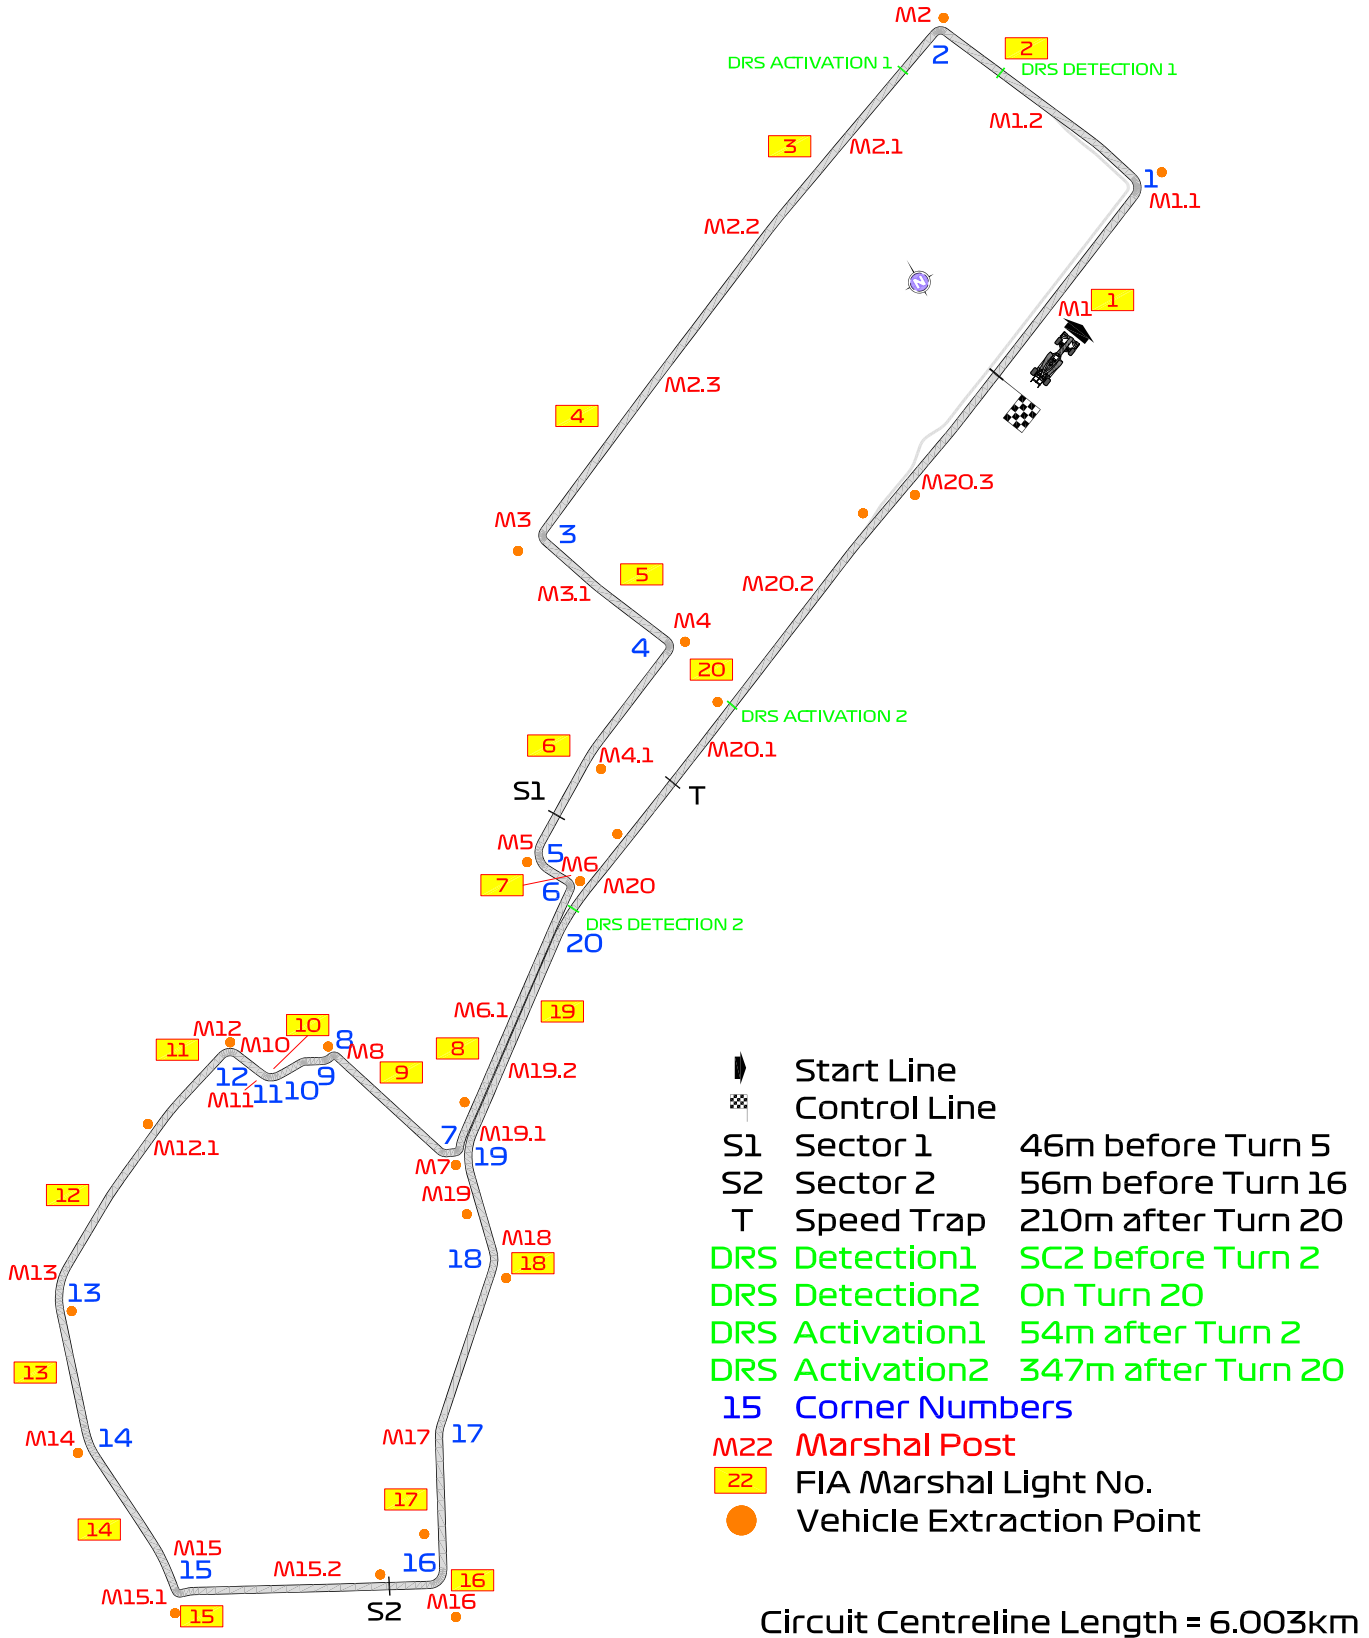 M2
2
2
DRS ACTIVATION 1
DRS DETECTION 1
M1.2
3
M2.1
1
M1.1
M2.2
N
1
M1
M2.3
4
M20.3
M3
3
5
M3.1
M20.2
M4
4
20
DRS ACTIVATION 2
6
M4.1
M20.1
S1
T
M5
5
M6
7
6
M20
DRS DETECTION 2
20
M6.1
19
M12
10
11
M10
8
M8
8
9
9
12
11
10
M11
M19.2
7
M19.1
M12.1
19
M7
12
M19
M18
18
18
M13
13
13
M14
14
M17
17
17
14
M15
15
M15.2
16
16
M15.1
15
S2
M16
Start Line
Control Line
S1 Sector 1 46m before Turn 5
S2 Sector 2 56m before Turn 16
T Speed Trap 210m after Turn 20
DRS Detection1 SC2 before Turn 2
DRS Detection2 On Turn 20
DRS Activation1 54m after Turn 2
DRS Activation2 347m after Turn 20
15 Corner Numbers
M22 Marshal Post
22 FIA Marshal Light No.
Vehicle Extraction Point
Circuit Centreline Length = 6.003km